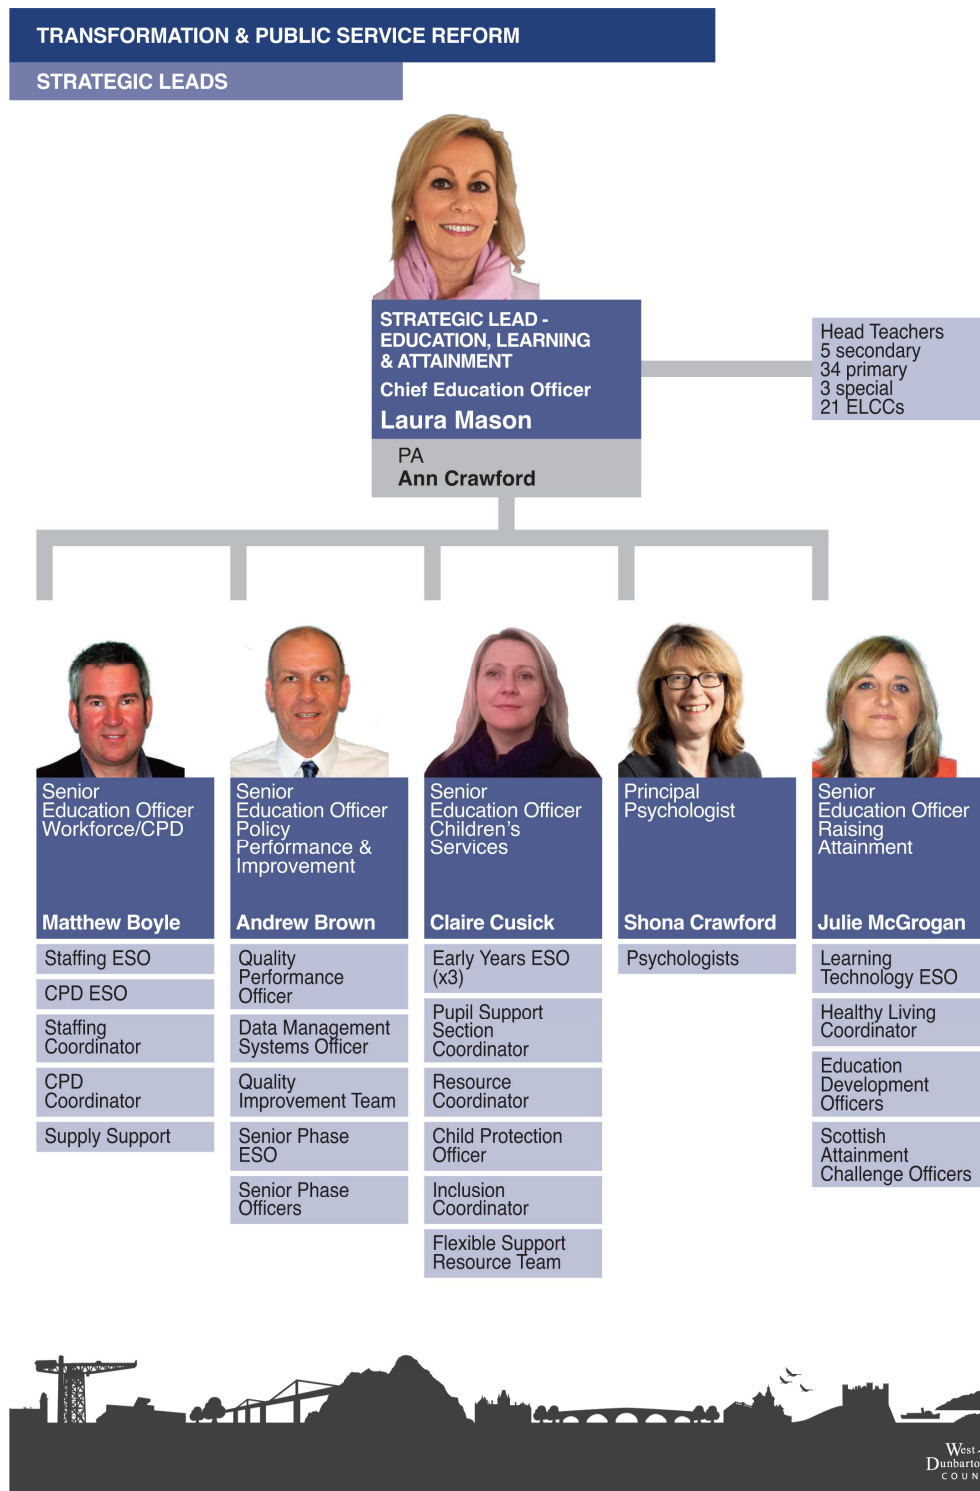 TRANSFORMATION & PUBLIC SERVICE REFORM
STRATEGIC LEADS
STRATEGIC LEAD -
EDUCATION, LEARNING
& ATTAINMENT
Chief Education Officer
Laura Mason
PA
Ann Crawford
Head Teachers
5 secondary
34 primary
3 special
21 ELCCs
Senior
Education Officer
Workforce/CPD
Matthew Boyle
Staffing ESO
CPD ESO
Staffing
Coordinator
CPD
Coordinator
Supply Support
Senior
Education Officer
Policy
Performance &
Improvement
Andrew Brown
Quality
Performance
Officer
Data Management
Systems Officer
Quality
Improvement Team
Senior Phase
ESO
Senior Phase
Officers
Senior
Education Officer
Children's
Services
Claire Cusick
Early Years ESO
(x3)
Pupil Support
Section
Coordinator
Resource
Coordinator
Child Protection
Officer
Inclusion
Coordinator
Flexible Support
Resource Team
Principal
Psychologist
Shona Crawford
Psychologists
Senior
Education Officer
Raising
Attainment
Julie McGrogan
Learning
Technology ESO
Healthy Living
Coordinator
Education
Development
Officers
Scottish
Attainment
Challenge Officers
West
Dunbarto
COUN